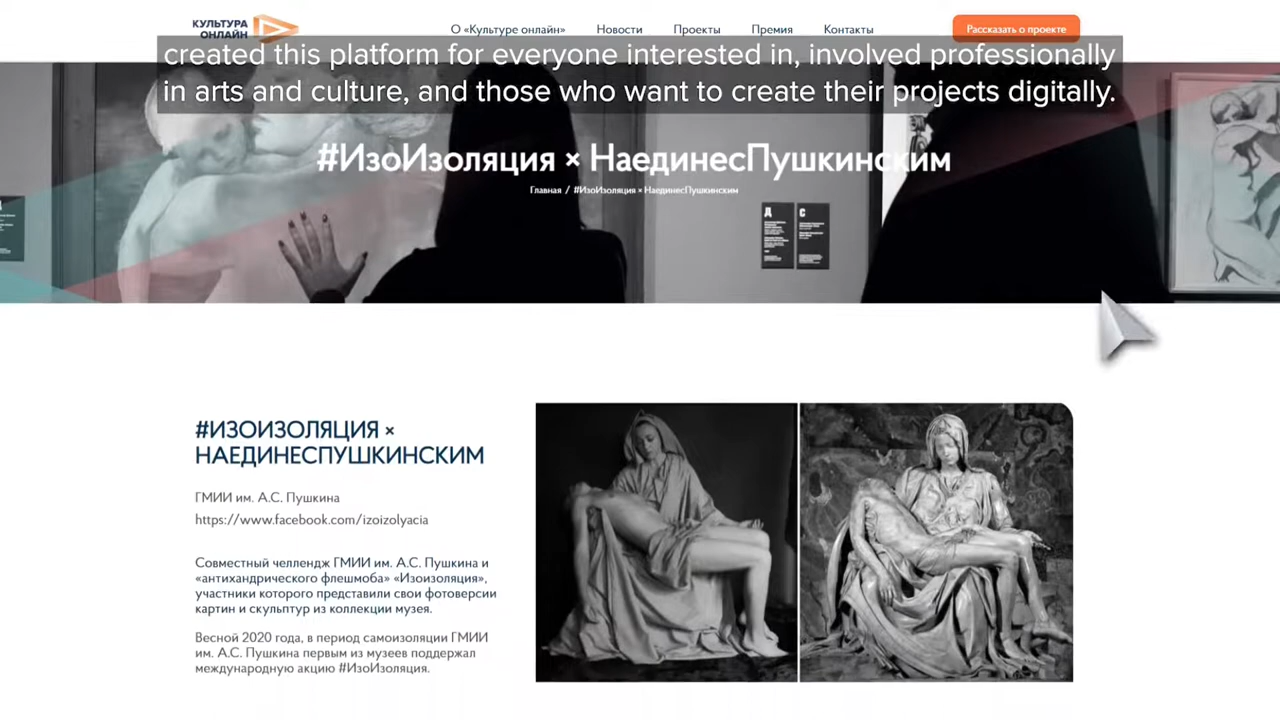 КУЛЬТУРА
ОНЛАЙН
О «Культуре онлайн» Новости Проекты Премия Контакты Рассказать о проекте
created this platform for everyone interested in, involved professionally
in arts and culture, and those who want to create their projects digitally.
#ИзоИзоляция × НаединесПушкинским
Главная / #ИзоИзоляция × НаединесПушкинским
Д С
#ИЗОИЗОЛЯЦИЯ ×
НАЕДИНЕСПУШКИНСКИМ
ГМИИ им. А.С. Пушкина
https://www.facebook.com/izoizolyacia
Совместный челлендж ГМИИ им. А.С. Пушкина и
«антихандрического флешмоба» «Изоизоляция»,
участники которого представили свои фотоверсии
картин и скульптур из коллекции музея.
Весной 2020 года, в период самоизоляции ГМИИ
им. А.С. Пушкина первым из музеев поддержал
международную акцию #ИзоИзоляция.